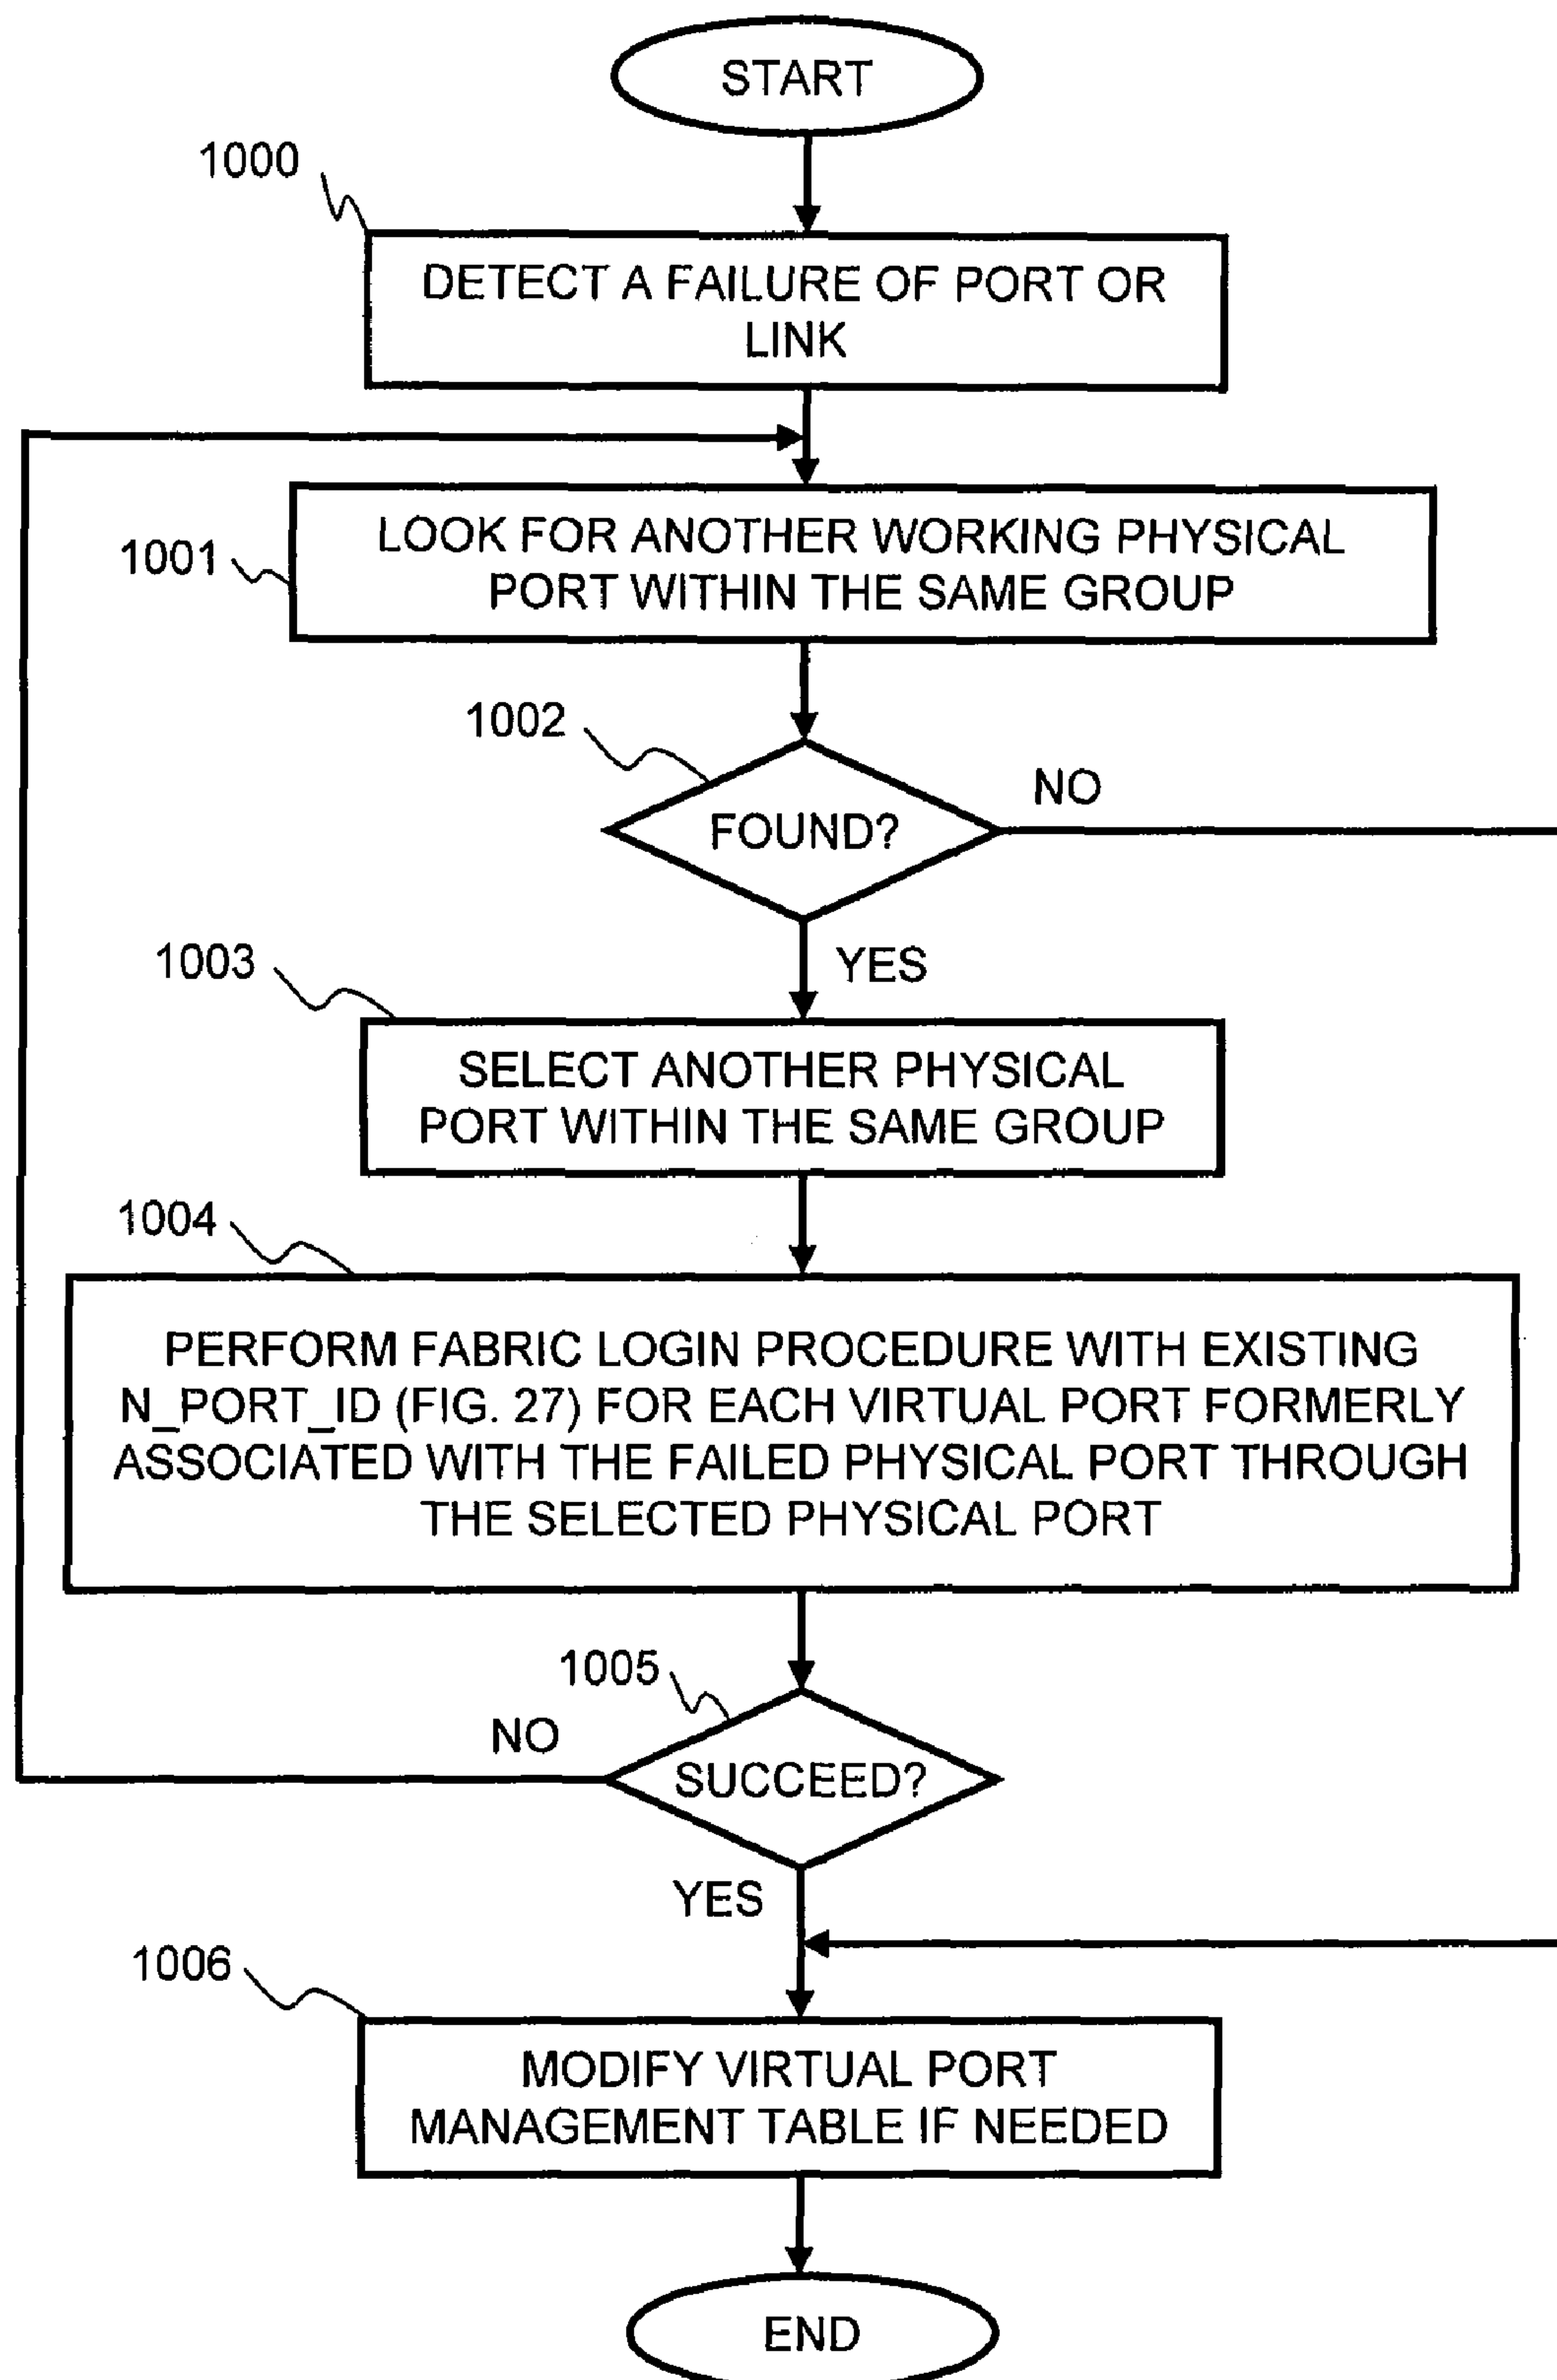 START
1000
DETECT A FAILURE OF PORT OR
LINK
1001
LOOK FOR ANOTHER WORKING PHYSICAL
PORT WITHIN THE SAME GROUP
1002
FOUND?
NO
YES
1003
SELECT ANOTHER PHYSICAL
PORT WITHIN THE SAME GROUP
1004
PERFORM FABRIC LOGIN PROCEDURE WITH EXISTING
N_PORT_ID (FIG. 27) FOR EACH VIRTUAL PORT FORMERLY
ASSOCIATED WITH THE FAILED PHYSICAL PORT THROUGH
THE SELECTED PHYSICAL PORT
1005
NO
SUCCEED?
YES
1006
MODIFY VIRTUAL PORT
MANAGEMENT TABLE IF NEEDED
END